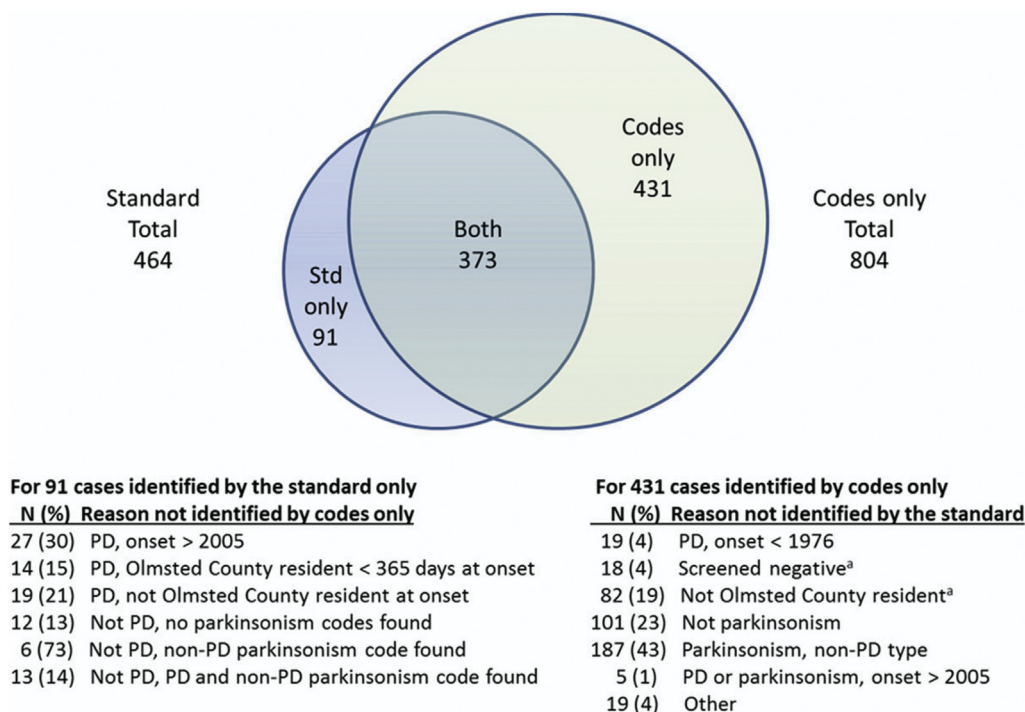 Standard
Total
464
Std
only
91
Both
373
Codes
only
431
Codes only
Total
804
For 91 cases identified by the standard only
N (%) Reason not identified by codes only
27 (30) PD, onset > 2005
14 (15) PD, Olmsted County resident < 365 days at onset
19 (21) PD, not Olmsted County resident at onset
12 (13) Not PD, no parkinsonism codes found
6 (73) Not PD, non-PD parkinsonism code found
13 (14) Not PD, PD and non-PD parkinsonism code found
For 431 cases identified by codes only
N (%) Reason not identified by the standard
19 (4) PD, onset < 1976
18 (4) Screened negativeᵃ
82 (19) Not Olmsted County residentᵃ
101 (23) Not parkinsonism
187 (43) Parkinsonism, non-PD type
5 (1) PD or parkinsonism, onset > 2005
19 (4) Other